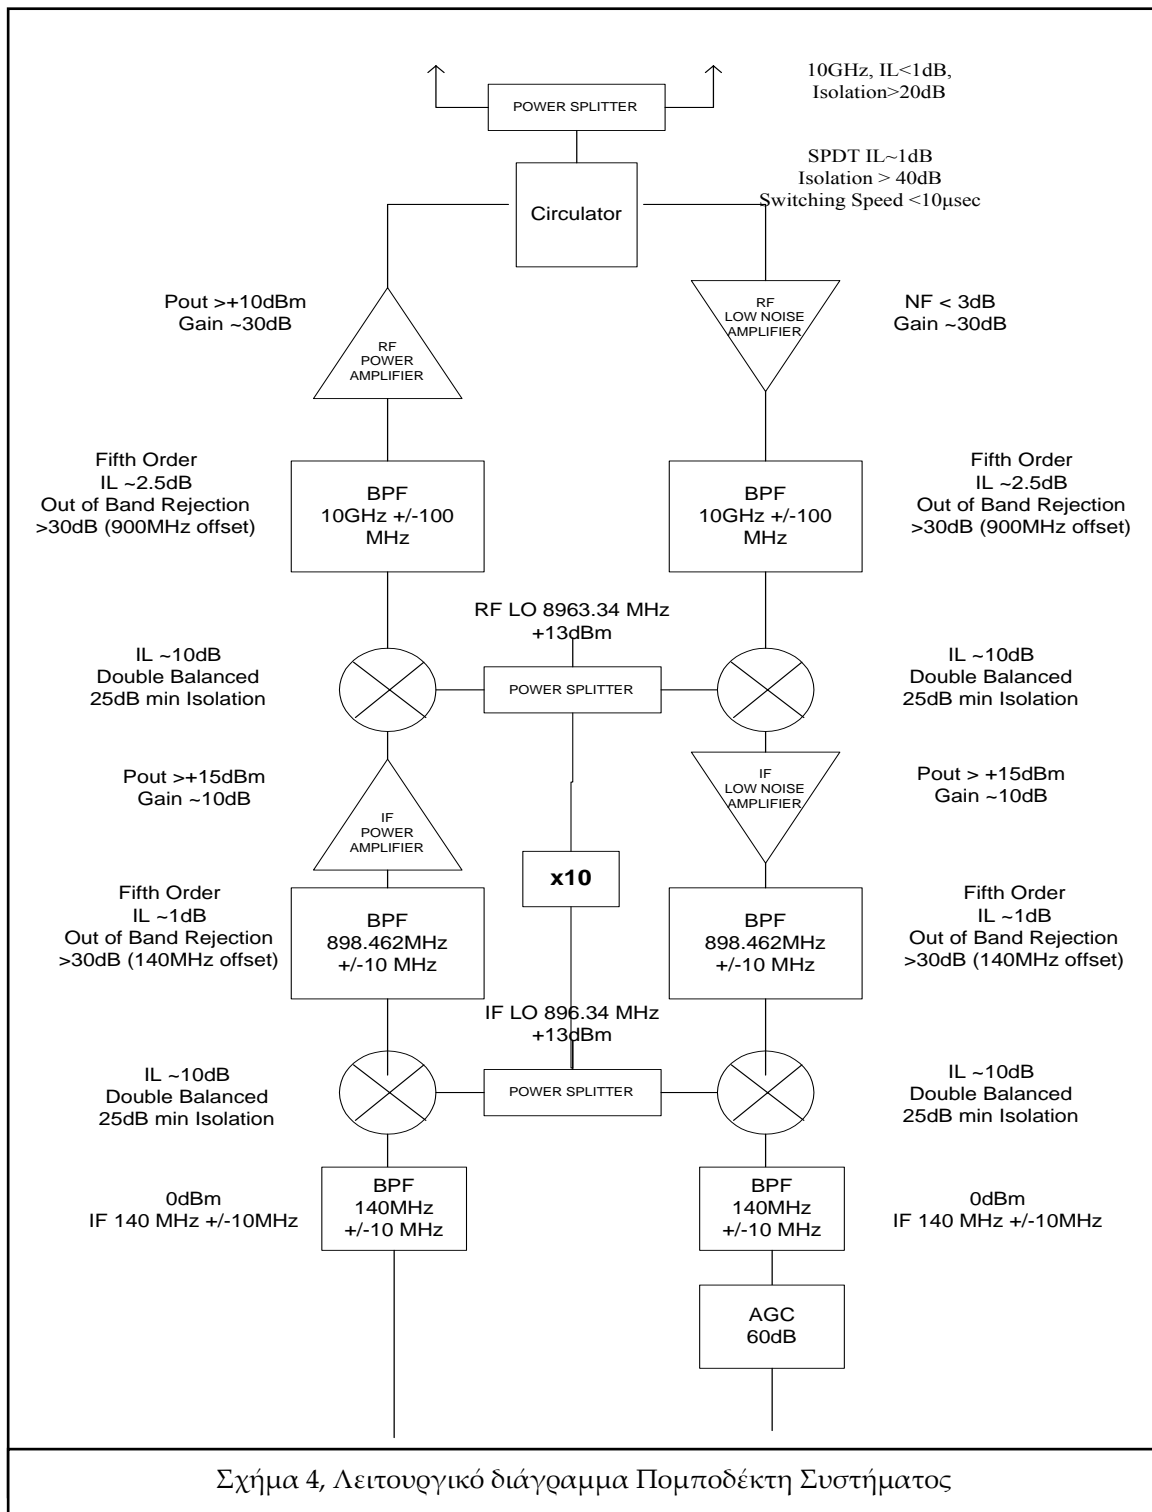 10GHz, IL<1dB,
Isolation>20dB
POWER SPLITTER
SPDT IL~1dB
Isolation > 40dB
Switching Speed <10μsec
Circulator
Pout >+10dBm
Gain ~30dB
RF
POWER
AMPLIFIER
RF
LOW NOISE
AMPLIFIER
NF < 3dB
Gain ~30dB
Fifth Order
IL ~2.5dB
Out of Band Rejection
>30dB (900MHz offset)
BPF
10GHz +/-100
MHz
BPF
10GHz +/-100
MHz
Fifth Order
IL ~2.5dB
Out of Band Rejection
>30dB (900MHz offset)
RF LO 8963.34 MHz
+13dBm
IL ~10dB
Double Balanced
25dB min Isolation
POWER SPLITTER
IL ~10dB
Double Balanced
25dB min Isolation
Pout >+15dBm
Gain ~10dB
IF
POWER
AMPLIFIER
IF
LOW NOISE
AMPLIFIER
Pout > +15dBm
Gain ~10dB
x10
Fifth Order
IL ~1dB
Out of Band Rejection
>30dB (140MHz offset)
BPF
898.462MHz
+/-10 MHz
BPF
898.462MHz
+/-10 MHz
Fifth Order
IL ~1dB
Out of Band Rejection
>30dB (140MHz offset)
IF LO 896.34 MHz
+13dBm
IL ~10dB
Double Balanced
25dB min Isolation
POWER SPLITTER
IL ~10dB
Double Balanced
25dB min Isolation
0dBm
IF 140 MHz +/-10MHz
BPF
140MHz
+/-10 MHz
BPF
140MHz
+/-10 MHz
0dBm
IF 140 MHz +/-10MHz
AGC
60dB
Σχήμα 4, Λειτουργικό διάγραμμα Πομποδέκτη Συστήματος